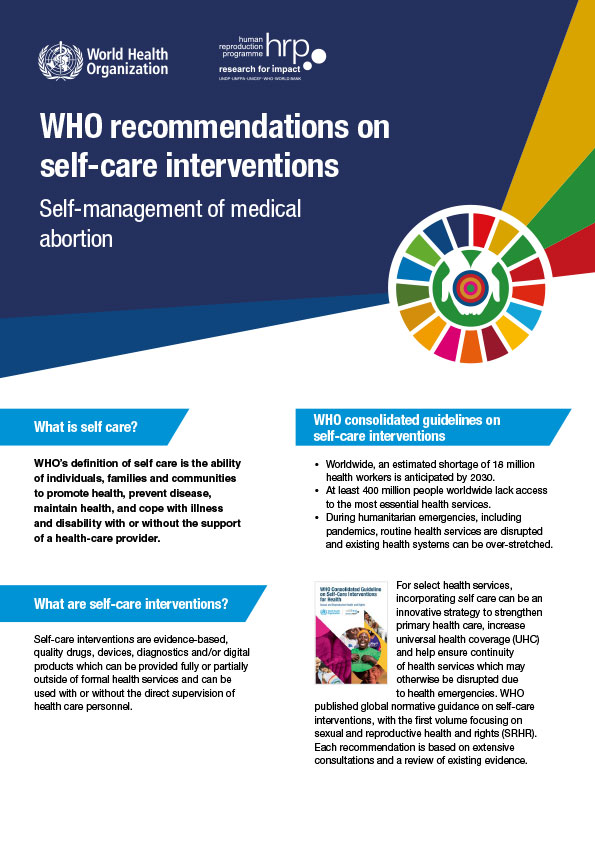 World Health
Organization
human
reproduction
programme
hrp
research for impact
UNDP·UNFPA·UNICEF·WHO·WORLD BANK
WHO recommendations on
self-care interventions
Self-management of medical
abortion
What is self care?
WHO’s definition of self care is the ability
of individuals, families and communities
to promote health, prevent disease,
maintain health, and cope with illness
and disability with or without the support
of a health-care provider.
What are self-care interventions?
Self-care interventions are evidence-based,
quality drugs, devices, diagnostics and/or digital
products which can be provided fully or partially
outside of formal health services and can be
used with or without the direct supervision of
health care personnel.
WHO consolidated guidelines on
self-care interventions
• Worldwide, an estimated shortage of 18 million
health workers is anticipated by 2030.
• At least 400 million people worldwide lack access
to the most essential health services.
• During humanitarian emergencies, including
pandemics, routine health services are disrupted
and existing health systems can be over-stretched.
WHO Consolidated Guideline
on Self-Care Interventions
for Health
For select health services,
incorporating self care can be an
innovative strategy to strengthen
primary health care, increase
universal health coverage (UHC)
and help ensure continuity
of health services which may
otherwise be disrupted due
to health emergencies. WHO
published global normative guidance on self-care
interventions, with the first volume focusing on
sexual and reproductive health and rights (SRHR).
Each recommendation is based on extensive
consultations and a review of existing evidence.